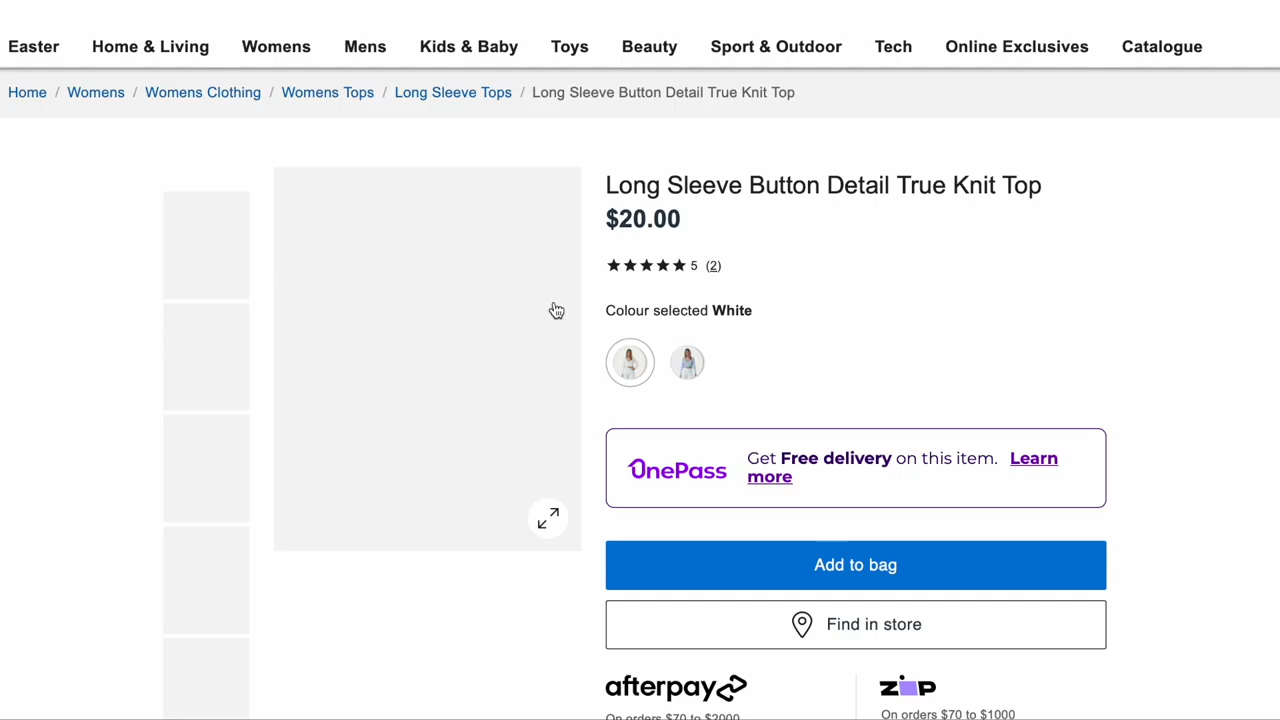 Easter Home & Living Womens Mens Kids & Baby Toys Beauty Sport & Outdoor Tech Online Exclusives Catalogue
Home / Womens / Womens Clothing / Womens Tops / Long Sleeve Tops / Long Sleeve Button Detail True Knit Top
Long Sleeve Button Detail True Knit Top
$20.00
5 (2)
Colour selected White
OnePass
Get Free delivery on this item. Learn
more
Add to bag
Find in store
afterpay
zip
On orders $70 to $2000
On orders $70 to $1000